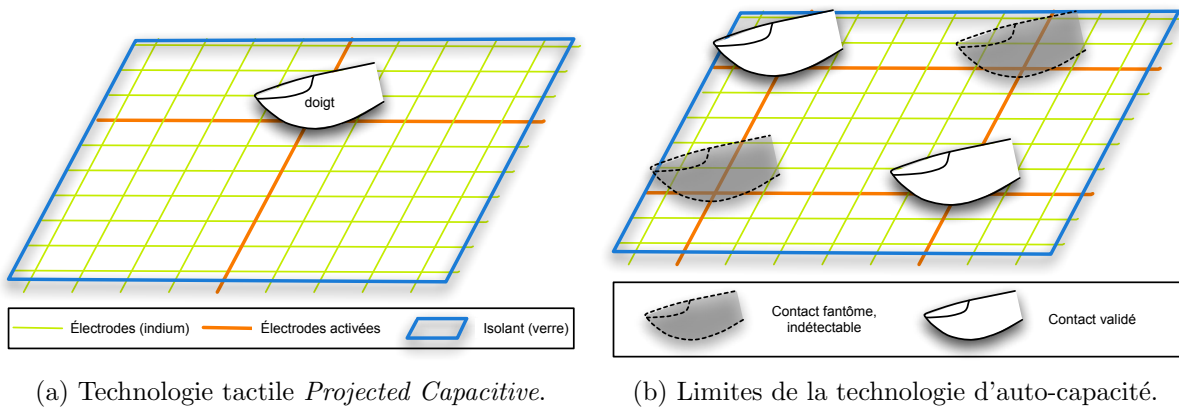 doigt
Électrodes (indium)
Électrodes activées
Isolant (verre)
(a) Technologie tactile Projected Capacitive.
Contact fantôme,
indétectable
Contact validé
(b) Limites de la technologie d'auto-capacité.